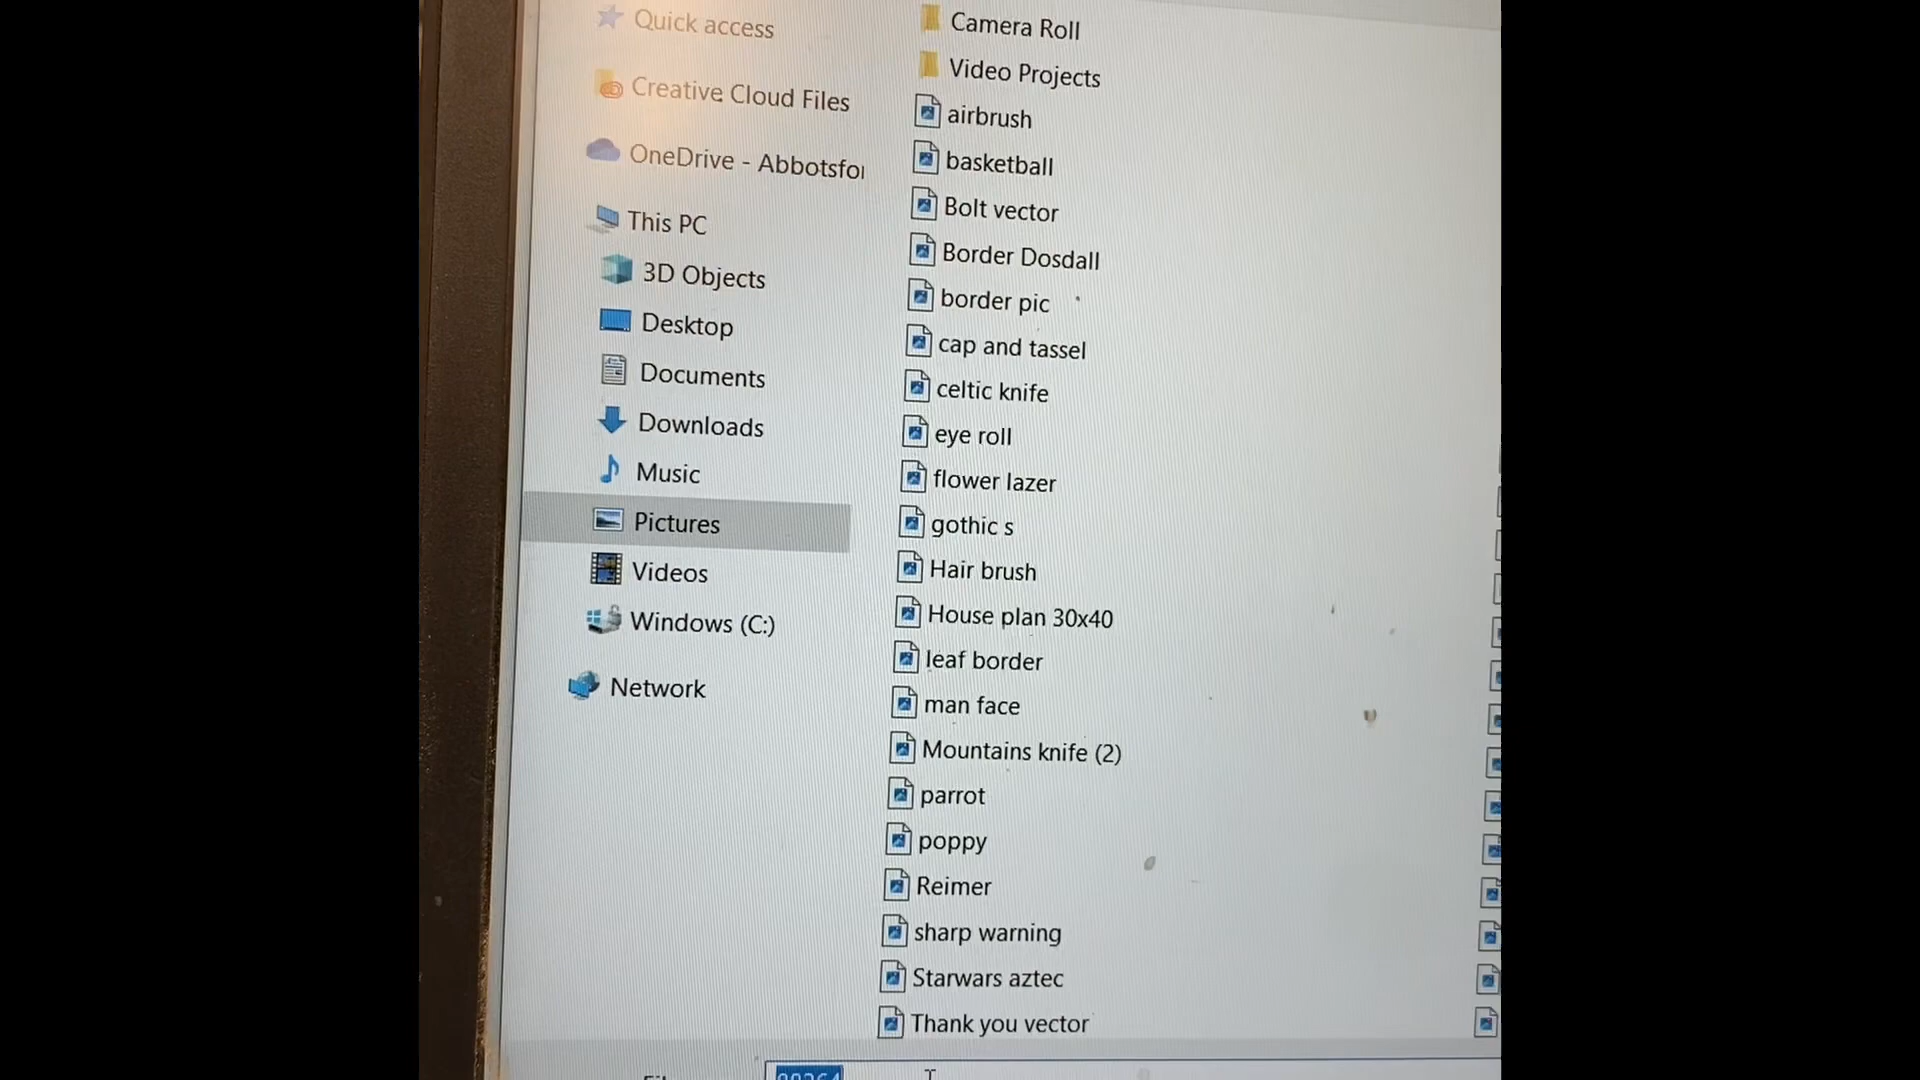 Quick access
Creative Cloud Files
OneDrive - Abbotsfor
This PC
3D Objects
Desktop
Documents
Downloads
Music
Pictures
Videos
Windows (C:)
Network
Camera Roll
Video Projects
airbrush
basketball
Bolt vector
Border Dosdall
border pic
cap and tassel
celtic knife
eye roll
flower lazer
gothic s
Hair brush
House plan 30x40
leaf border
man face
Mountains knife (2)
parrot
poppy
Reimer
sharp warning
Starwars aztec
Thank you vector